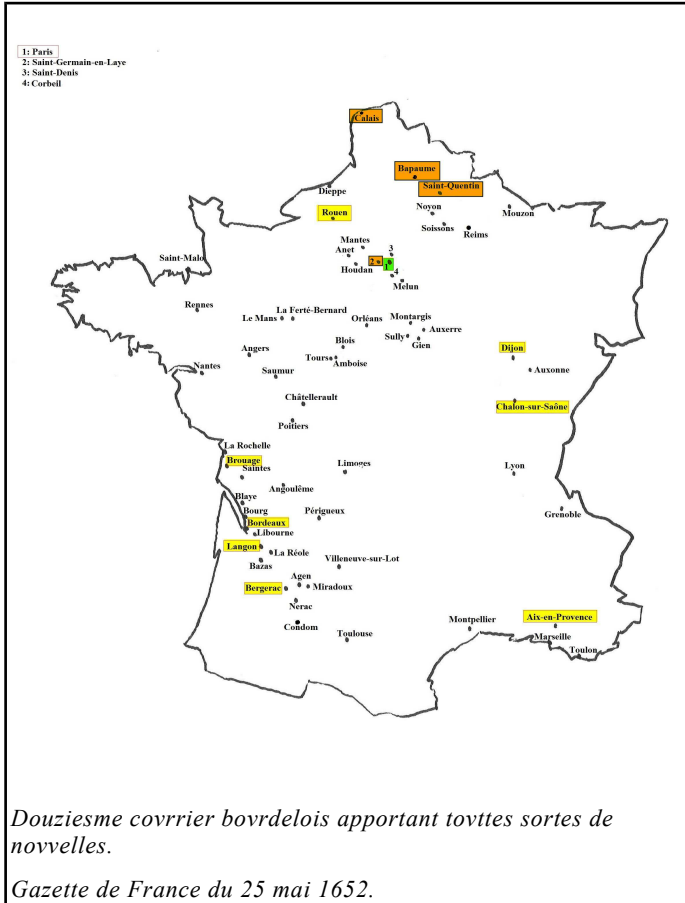 1: Paris
2: Saint-Germain-en-Laye
3: Saint-Denis
4: Corbeil
Calais
Bapaume
Saint-Quentin
Dieppe
Noyon
Mouzon
Rouen
Soissons
Reims
Mantes
3
Anet
Saint-Malo
2
1
Houdan
4
Melun
Rennes
La Ferté-Bernard
Le Mans
Orléans
Montargis
Auxerre
Sully
Gien
Blois
Dijon
Angers
Tours
Amboise
Nantes
Saumur
Auxonne
Châtellerault
Chalon-sur-Saône
Poitiers
La Rochelle
Brouage
Saintes
Limoges
Lyon
Angoulême
Blaye
Bourg
Périgueux
Grenoble
Bordeaux
Libourne
Langon
La Réole
Bazas
Villeneuve-sur-Lot
Agen
Bergerac
Miradoux
Nerac
Condom
Montpellier
Aix-en-Provence
Toulouse
Marseille
Toulon
Douziesme covrrier bovrdelois apportant tovttes sortes de
novvelles.
Gazette de France du 25 mai 1652.